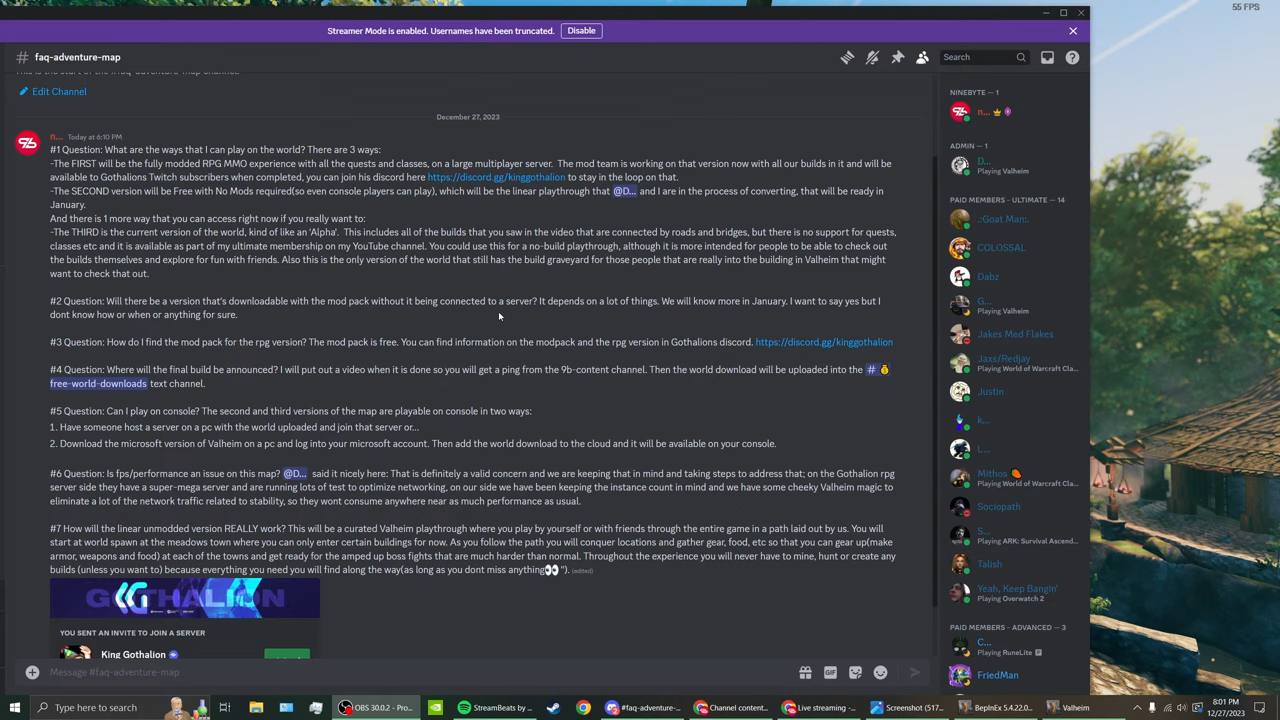 55 FPS
Streamer Mode is enabled. Usernames have been truncated. Disable
# faq-adventure-map
Search
Edit Channel
December 27, 2023
n... Today at 6:10 PM
#1 Question: What are the ways that I can play on the world? There are 3 ways:
-The FIRST will be the fully modded RPG MMO experience with all the quests and classes, on a large multiplayer server. The mod team is working on that version now with all our builds in it and will be
available to Gothalions Twitch subscribers when completed, you can join his discord here https://discord.gg/kinggothalion to stay in the loop on that.
-The SECOND version will be Free with No Mods required(so even console players can play), which will be the linear playthrough that @D... and I are in the process of converting, that will be ready in
January.
And there is 1 more way that you can access right now if you really want to:
-The THIRD is the current version of the world, kind of like an 'Alpha'. This includes all of the builds that you saw in the video that are connected by roads and bridges, but there is no support for quests,
classes etc and it is available as part of my ultimate membership on my YouTube channel. You could use this for a no-build playthrough, although it is more intended for people to be able to check out
the builds themselves and explore for fun with friends. Also this is the only version of the world that still has the build graveyard for those people that are really into the building in Valheim that might
want to check that out.
#2 Question: Will there be a version that's downloadable with the mod pack without it being connected to a server? It depends on a lot of things. We will know more in January. I want to say yes but I
dont know how or when or anything for sure.
#3 Question: How do I find the mod pack for the rpg version? The mod pack is free. You can find information on the modpack and the rpg version in Gothalions discord. https://discord.gg/kinggothalion
#4 Question: Where will the final build be announced? I will put out a video when it is done so you will get a ping from the 9b-content channel. Then the world download will be uploaded into the # 💰
free-world-downloads text channel.
#5 Question: Can I play on console? The second and third versions of the map are playable on console in two ways:
1. Have someone host a server on a pc with the world uploaded and join that server or...
2. Download the microsoft version of Valheim on a pc and log into your microsoft account. Then add the world download to the cloud and it will be available on your console.
#6 Question: Is fps/performance an issue on this map? @D... said it nicely here: That is definitely a valid concern and we are keeping that in mind and taking steps to address that; on the Gothalion rpg
server side they have a super-mega server and are running lots of test to optimize networking, on our side we have been keeping the instance count in mind and we have some cheeky Valheim magic to
eliminate a lot of the network traffic related to stability, so they wont consume anywhere near as much performance as usual.
#7 How will the linear unmodded version REALLY work? This will be a curated Valheim playthrough where you play by yourself or with friends through the entire game in a path laid out by us. You will
start at world spawn at the meadows town where you can only enter certain buildings for now. As you follow the path you will conquer locations and gather gear, food, etc so that you can gear up(make
armor, weapons and food) at each of the towns and get ready for the amped up boss fights that are much harder than normal. Throughout the experience you will never have to mine, hunt or create any
builds (unless you want to) because everything you need you will find along the way(as long as you dont miss anything👀 "). (edited)
GOTHALION
YOU SENT AN INVITE TO JOIN A SERVER
King Gothalion
Message #faq-adventure-map
GIF
NINEBYTE — 1
n...
ADMIN — 1
D...
Playing Valheim
PAID MEMBERS - ULTIMATE — 14
.:Goat Man:.
COLOSSAL
Dabz
G...
Playing Valheim
Jakes Med Flakes
Jaxs/Redjay
Playing World of Warcraft Cla...
Justin
k...
L...
Mithos
Playing World of Warcraft Cla...
Sociopath
S...
Playing ARK: Survival Ascend...
Talish
Yeah, Keep Bangin'
Playing Overwatch 2
PAID MEMBERS - ADVANCED — 3
C...
Playing RuneLite
FriedMan
Type here to search
OBS 30.0.2 - Pro...
StreamBeats by ...
#faq-adventure-...
Channel content...
Live streaming -...
Screenshot (517...
BepInEx 5.4.22.0...
Valheim
8:01 PM
12/27/2023